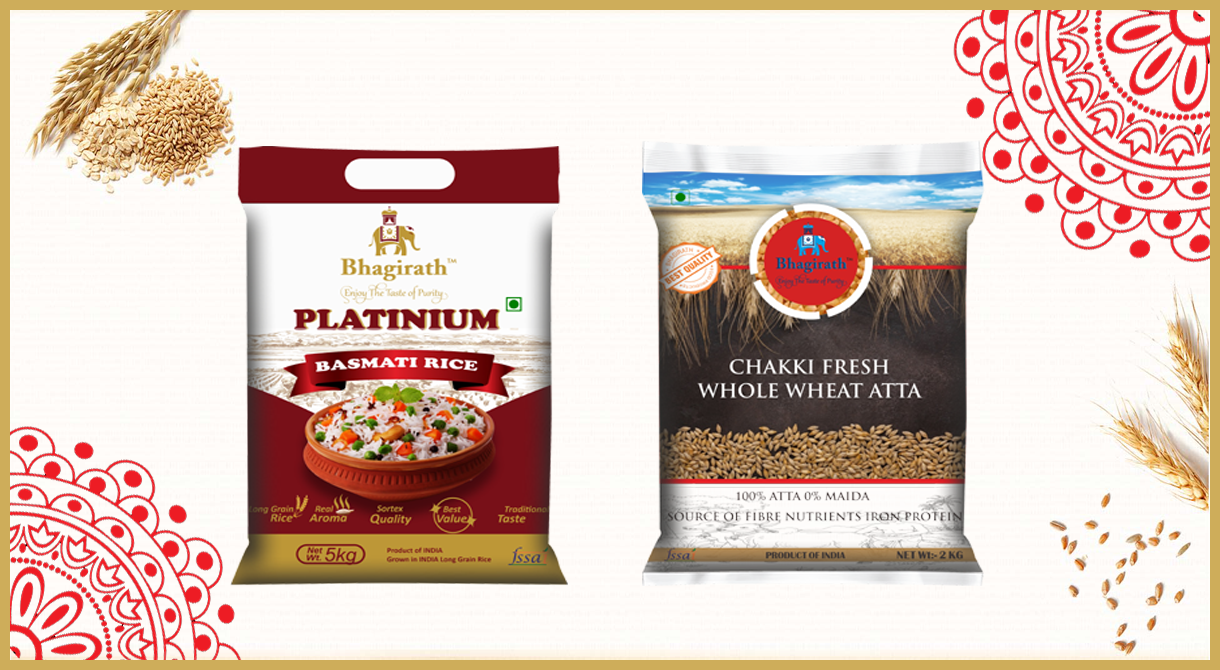 Bhagirath™
Enjoy The Taste of Purity
PLATINIUM
BASMATI RICE
Long Grain Rice
Real Aroma
Sortex Quality
Best Value
Traditional Taste
Net Wt. 5kg
Product of INDIA
Grown in INDIA Long Grain Rice
fssai
BHAGIRATH
BEST QUALITY
Bhagirath™
Enjoy The Taste of Purity
CHAKKI FRESH
WHOLE WHEAT ATTA
100% ATTA 0% MAIDA
SOURCE OF FIBRE NUTRIENTS IRON PROTEIN
fssai
PRODUCT OF INDIA
NET WT:- 2 KG